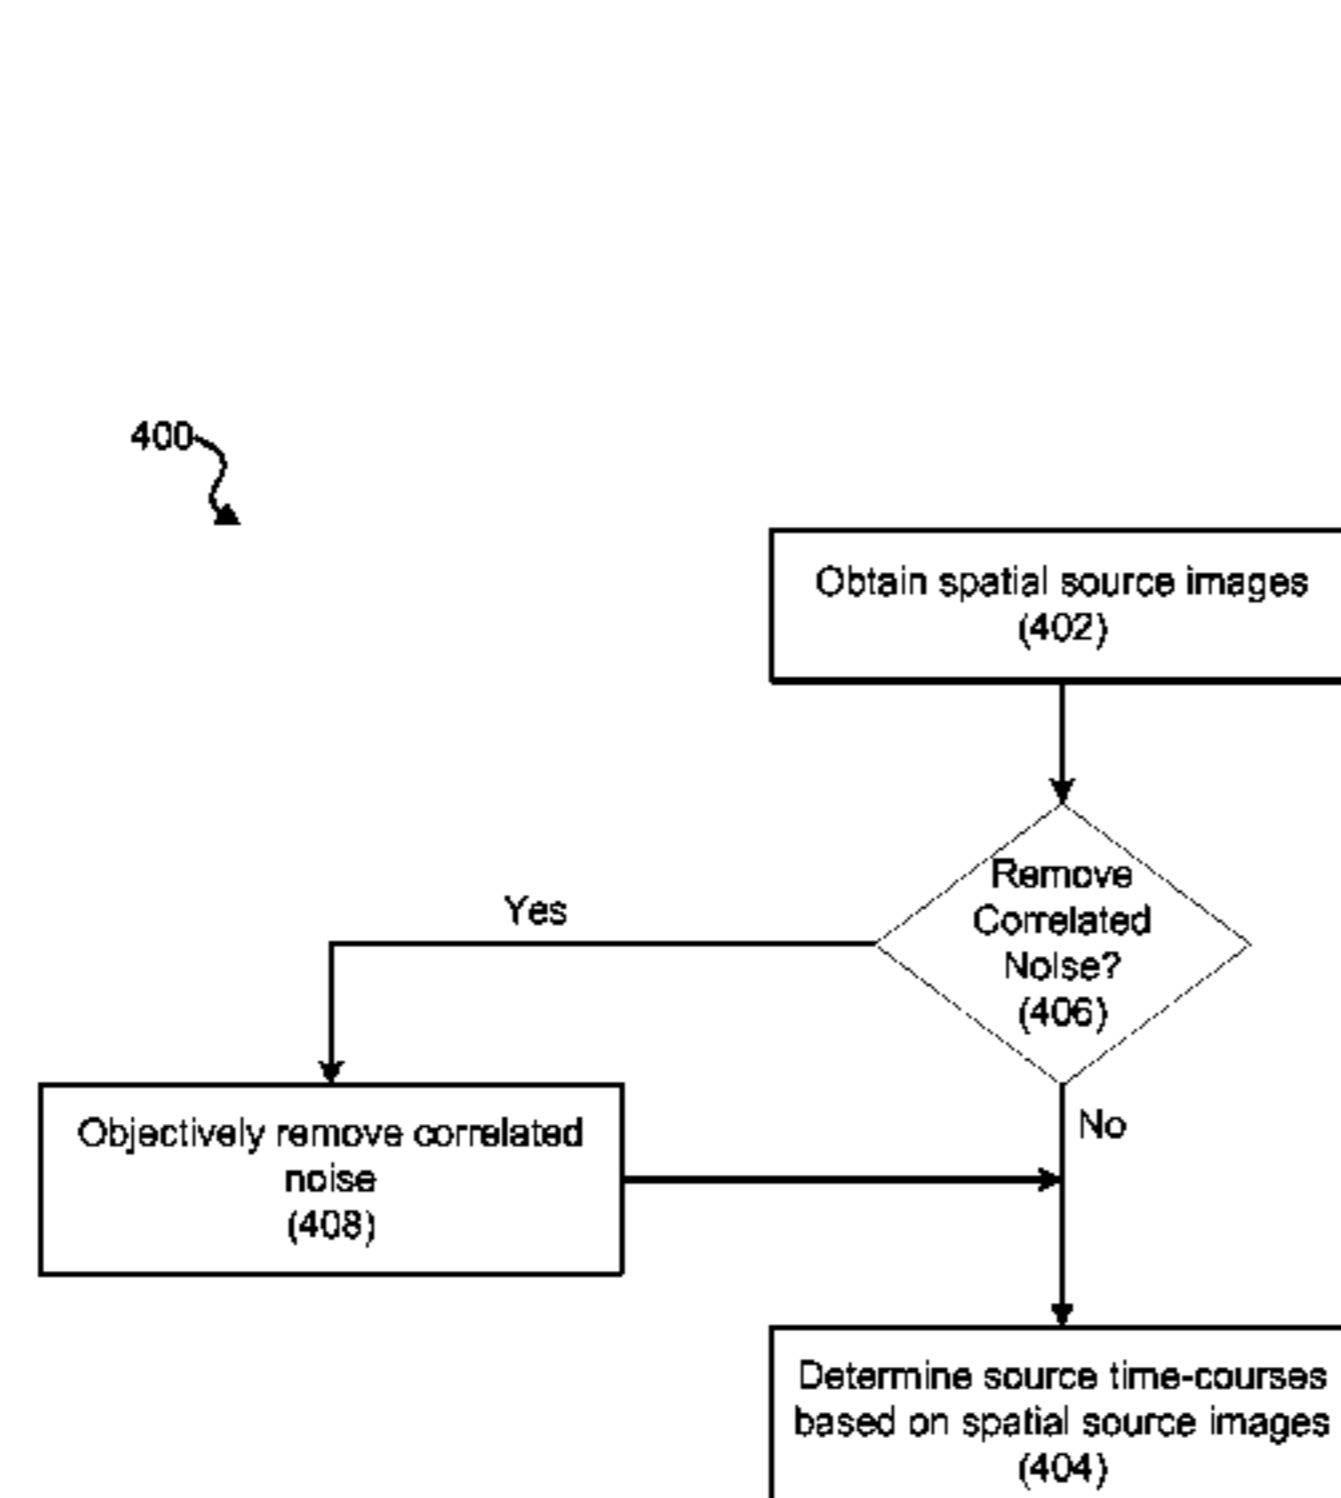 400
Obtain spatial source images
(402)
Remove
Correlated
Noise?
(406)
Yes
No
Objectively remove correlated
noise
(408)
Determine source time-courses
based on spatial source images
(404)